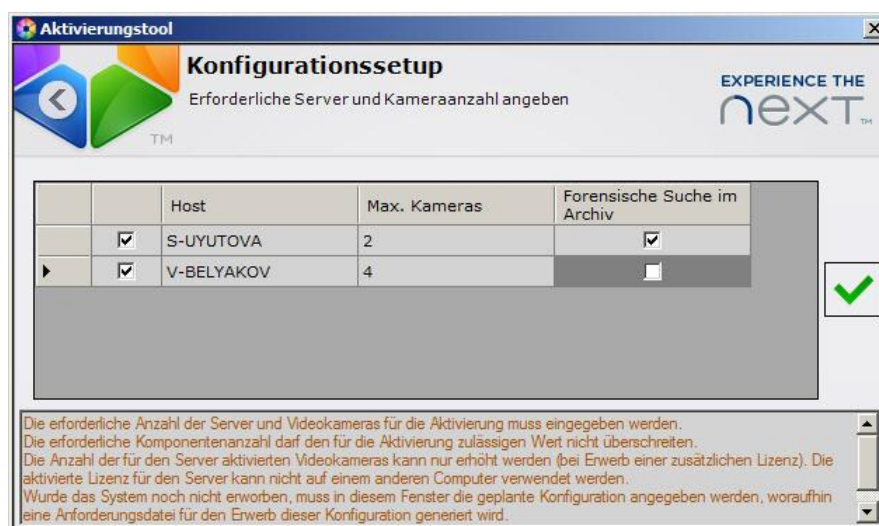 Aktivierungstool
Konfigurationssetup
Erforderliche Server und Kameraanzahl angeben
EXPERIENCE THE
next TM
TM
Host Max. Kameras Forensische Suche im Archiv
S-UYUTOVA 2
V-BELYAKOV 4
Die erforderliche Anzahl der Server und Videokameras für die Aktivierung muss eingegeben werden.
Die erforderliche Komponentenanzahl darf den für die Aktivierung zulässigen Wert nicht überschreiten.
Die Anzahl der für den Server aktivierten Videokameras kann nur erhöht werden (bei Erwerb einer zusätzlichen Lizenz). Die
aktivierte Lizenz für den Server kann nicht auf einem anderen Computer verwendet werden.
Wurde das System noch nicht erworben, muss in diesem Fenster die geplante Konfiguration angegeben werden, woraufhin
eine Anforderungsdatei für den Erwerb dieser Konfiguration generiert wird.